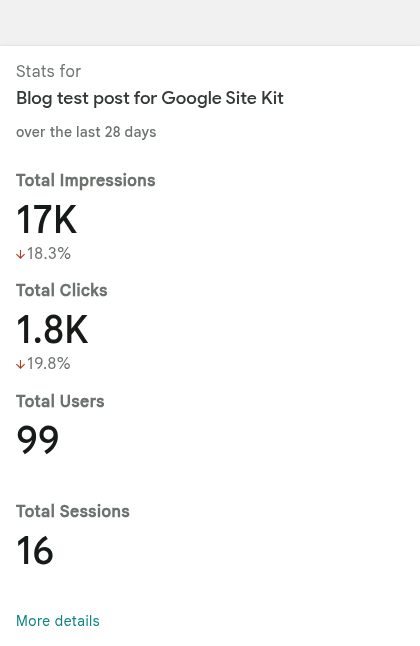 Stats for
Blog test post for Google Site Kit
over the last 28 days
Total Impressions
17K
↓18.3%
Total Clicks
1.8K
↓19.8%
Total Users
99
Total Sessions
16
More details